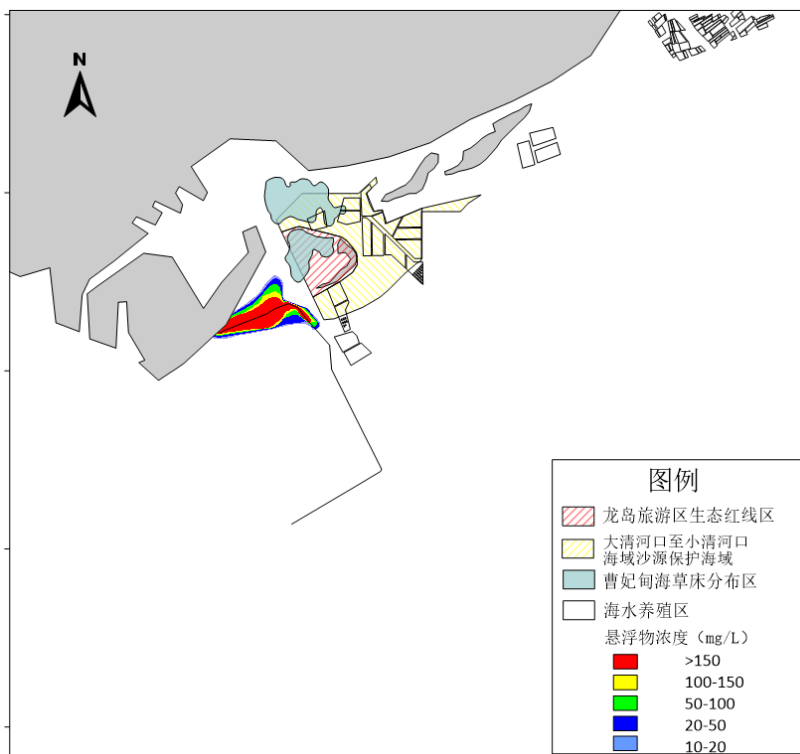 N
图例
龙岛旅游区生态红线区
大清河口至小清河口
海域沙源保护海域
曹妃甸海草床分布区
海水养殖区
悬浮物浓度（mg/L）
>150
100-150
50-100
20-50
10-20